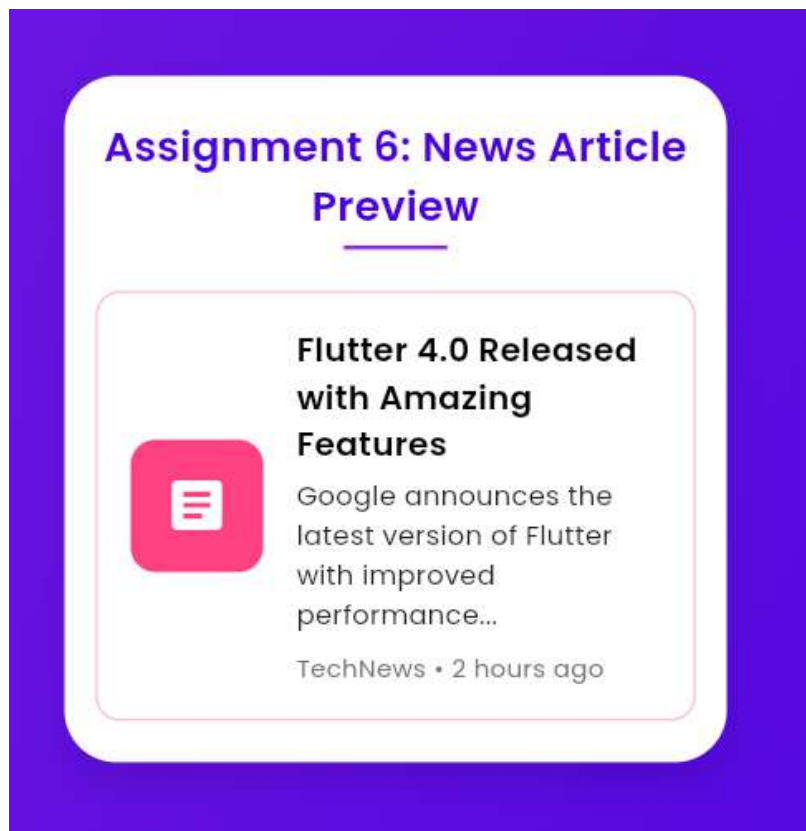 Assignment 6: News Article
Preview
Flutter 4.0 Released
with Amazing
Features
Google announces the
latest version of Flutter
with improved
performance...
TechNews • 2 hours ago